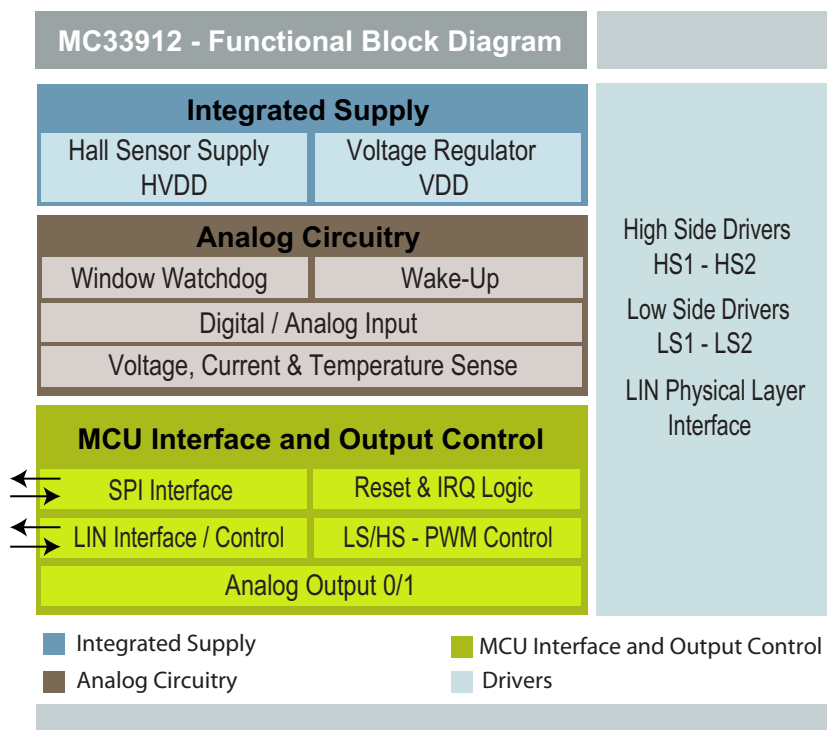 MC33912 - Functional Block Diagram
Integrated Supply
Hall Sensor Supply
HVDD
Voltage Regulator
VDD
Analog Circuitry
Window Watchdog
Wake-Up
Digital / Analog Input
Voltage, Current & Temperature Sense
MCU Interface and Output Control
SPI Interface
Reset & IRQ Logic
LIN Interface / Control
LS/HS - PWM Control
Analog Output 0/1
High Side Drivers
HS1 - HS2
Low Side Drivers
LS1 - LS2
LIN Physical Layer
Interface
Integrated Supply
MCU Interface and Output Control
Analog Circuitry
Drivers